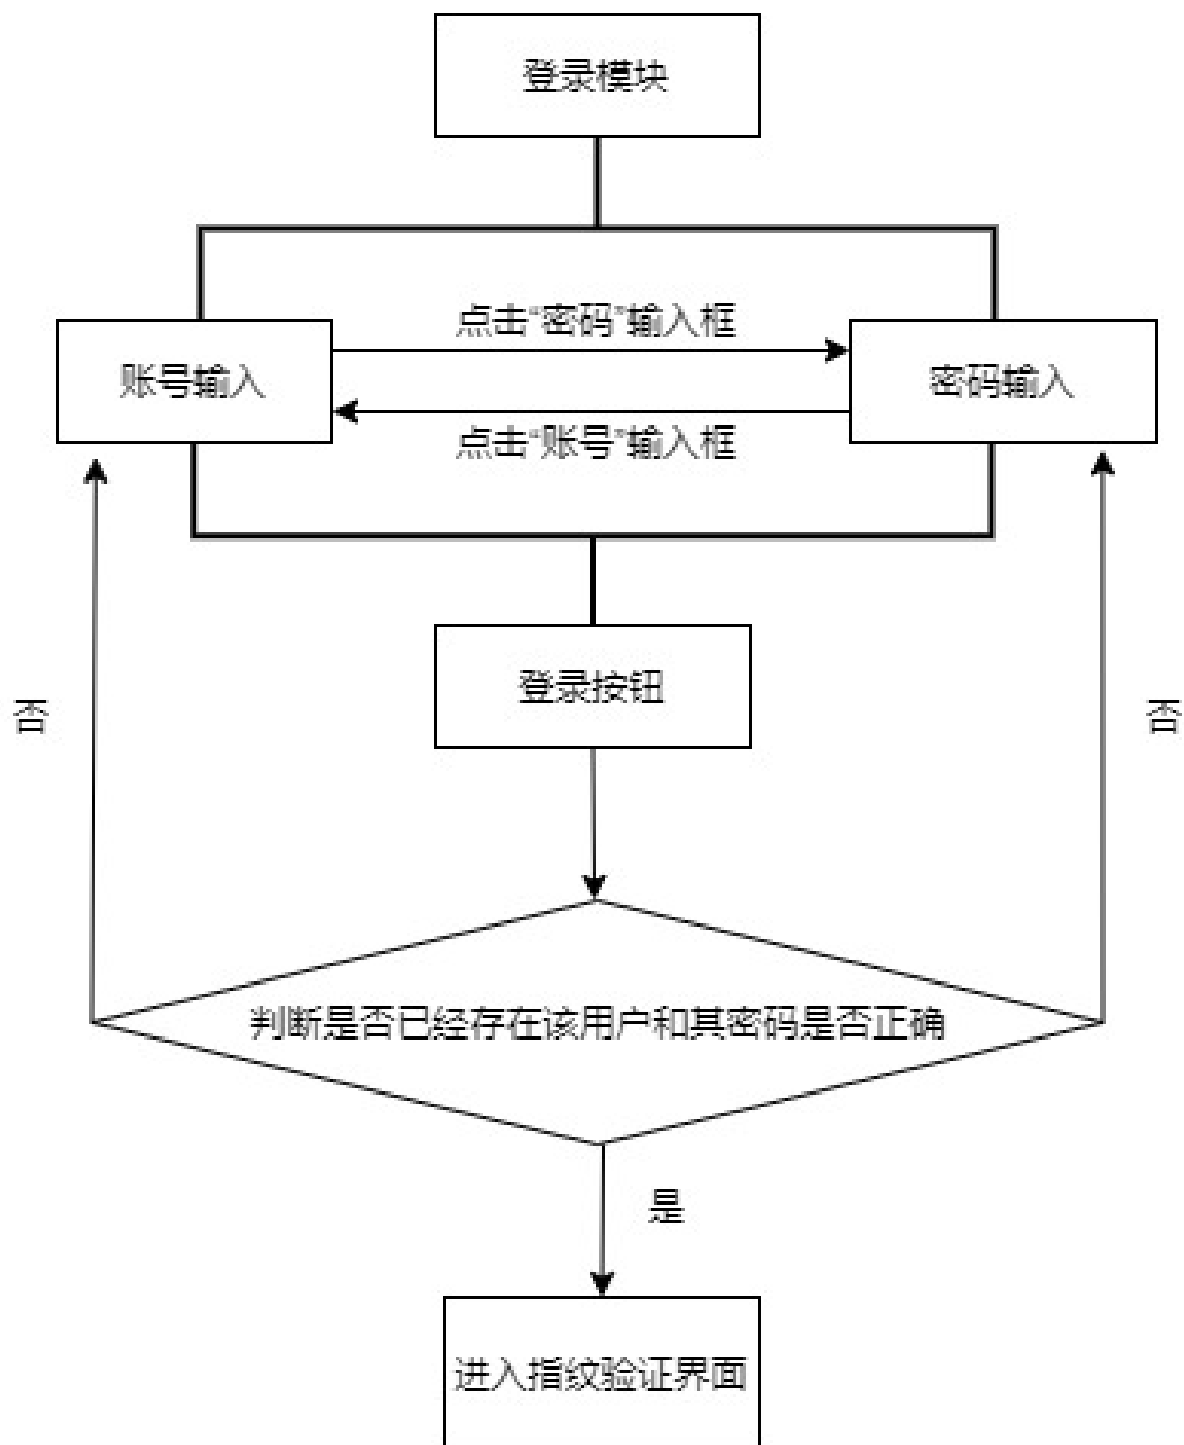 登录模块
点击“密码”输入框
账号输入
密码输入
点击“账号”输入框
登录按钮
否
否
判断是否已经存在该用户和其密码是否正确
是
进入指纹验证界面